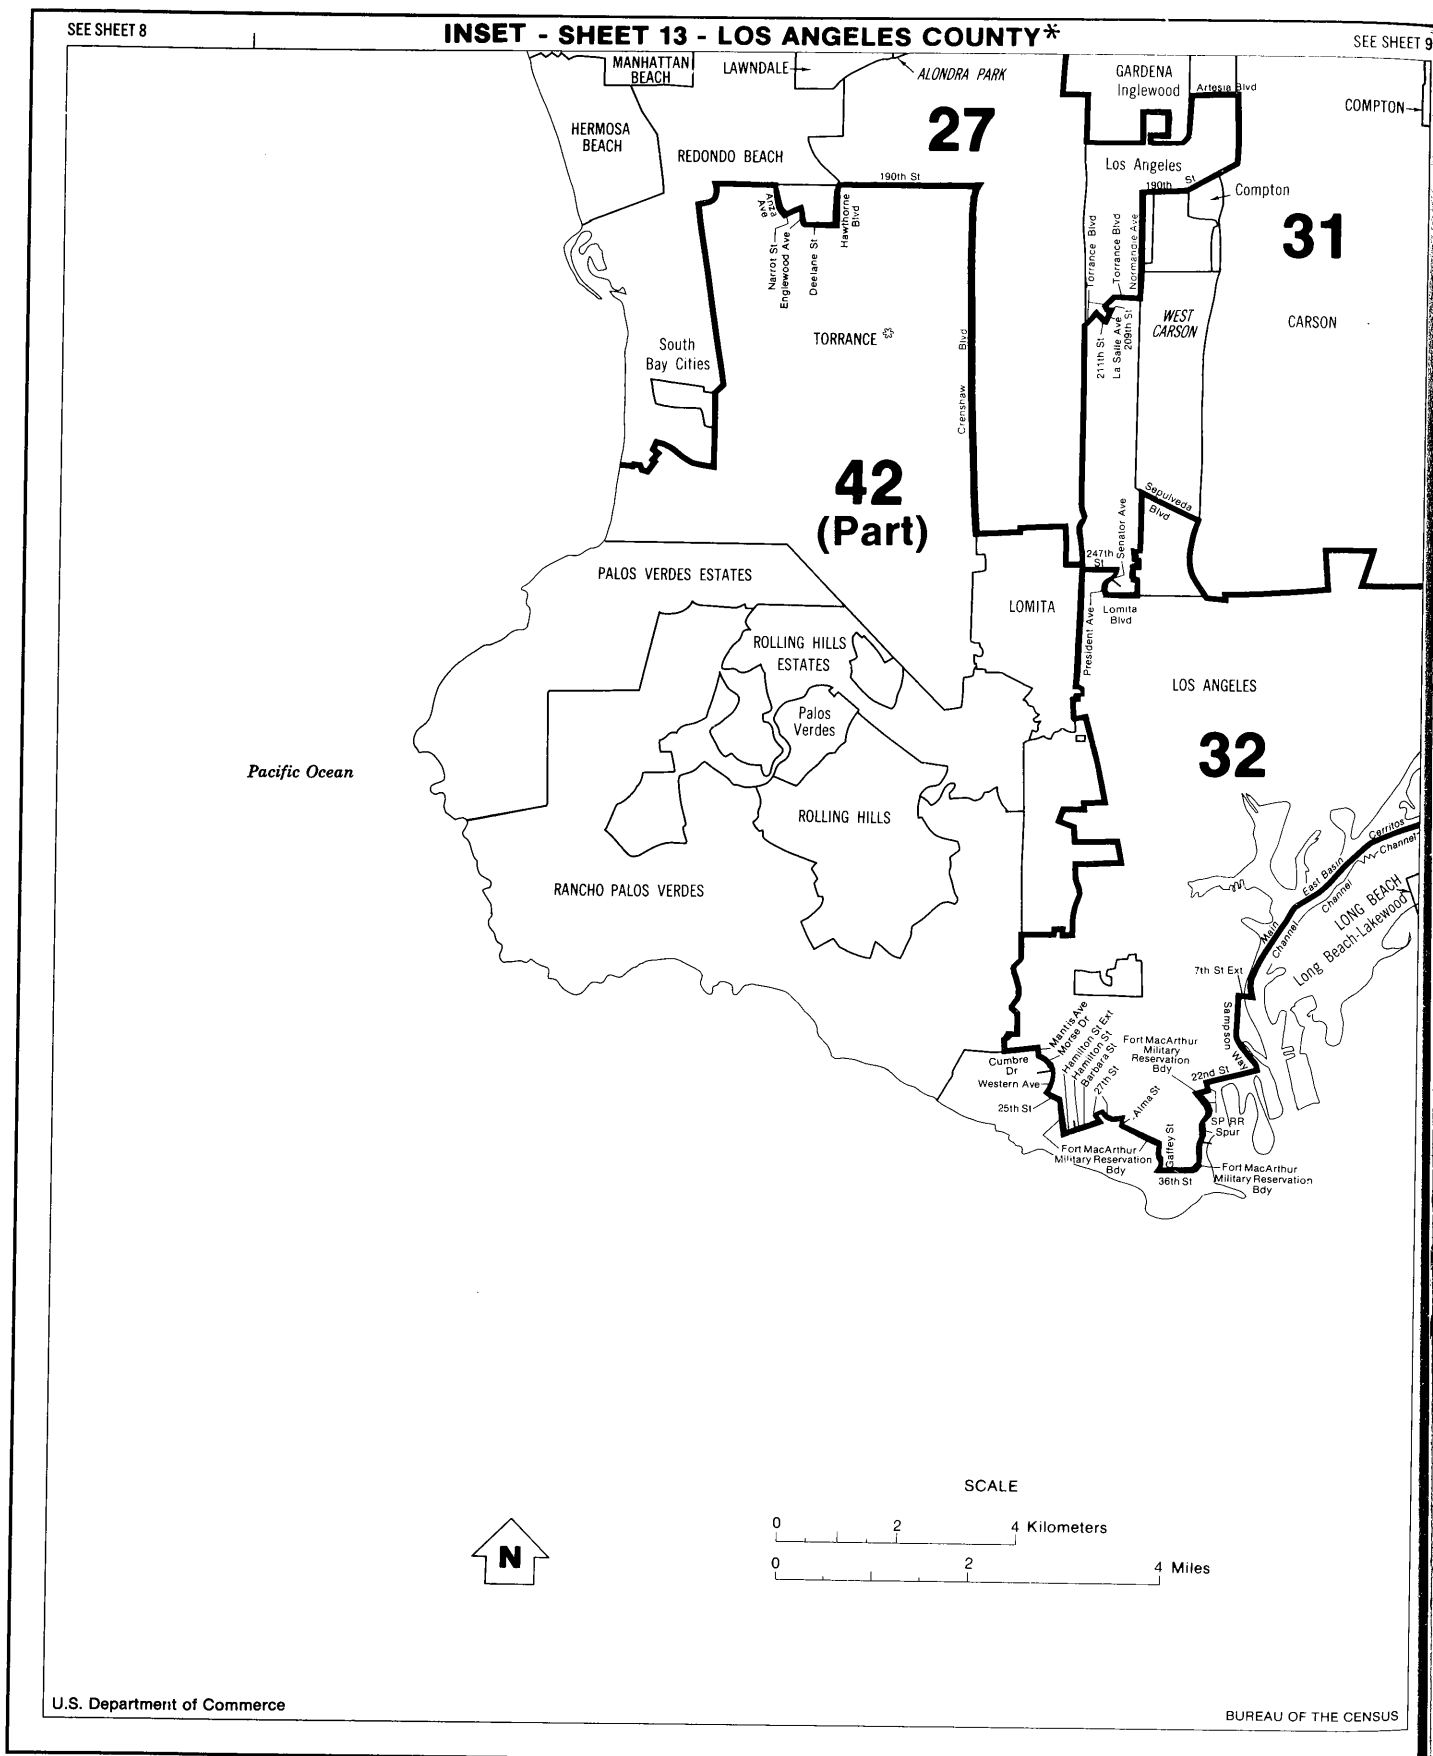 SEE SHEET 8
INSET - SHEET 13 - LOS ANGELES COUNTY*
SEE SHEET 9
MANHATTAN
BEACH
LAWNDALE
ALONDRA PARK
GARDENA
Inglewood
Artesia Blvd
COMPTON
HERMOSA
BEACH
27
REDONDO BEACH
Los Angeles
190th St
190th St
Compton
Anza
Ave
Hawthorne
Blvd
Narrot St
Englewood Ave
Deelane St
Torrance Blvd
Torrance Blvd
Normandie Ave
31
TORRANCE
WEST
CARSON
CARSON
South
Bay Cities
Crenshaw Blvd
211th St
La Salle Ave
209th St
42
(Part)
Sepulveda
Blvd
Senator Ave
247th
St
PALOS VERDES ESTATES
LOMITA
President Ave
Lomita
Blvd
ROLLING HILLS
ESTATES
LOS ANGELES
Palos
Verdes
32
Pacific Ocean
ROLLING HILLS
Cerritos
Channel
East Basin
Channel
RANCHO PALOS VERDES
LONG BEACH
Long Beach-Lakewood
Main
Channel
7th St Ext
Sampson
Way
Mantis Ave
Morse Dr
Hamilton St Ext
Hamilton St
Barbara St
27th St
Fort MacArthur
Military
Reservation
Bdy
Cumbre
Dr
Western Ave
22nd St
25th St
Alma St
SP RR
Spur
Gaffey St
Fort MacArthur
Military Reservation
Bdy
Fort MacArthur
Military Reservation
Bdy
36th St
SCALE
0 2 4 Kilometers
0 2 4 Miles
N
U.S. Department of Commerce
BUREAU OF THE CENSUS